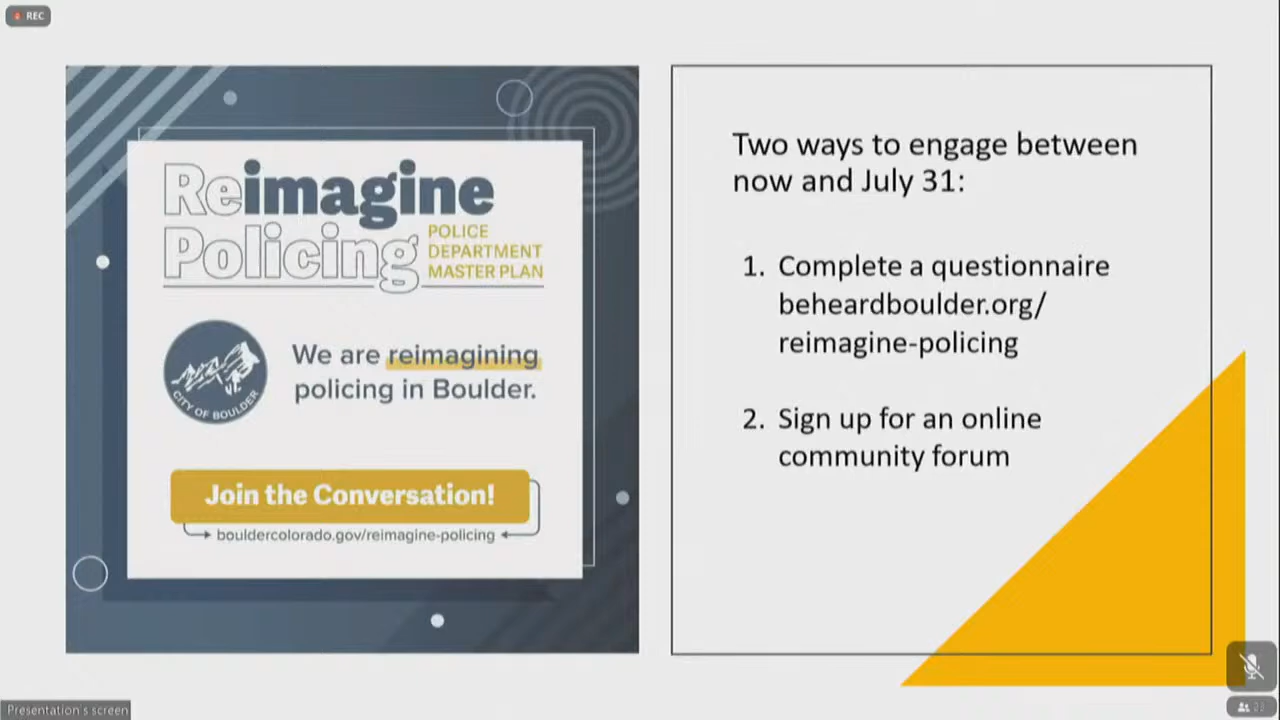 REC
Reimagine
Policing
POLICE
DEPARTMENT
MASTER PLAN
CITY OF BOULDER
We are reimagining
policing in Boulder.
Join the Conversation!
bouldercolorado.gov/reimagine-policing
Two ways to engage between
now and July 31:
1. Complete a questionnaire
beheardboulder.org/
reimagine-policing
2. Sign up for an online
community forum
Presentation's screen